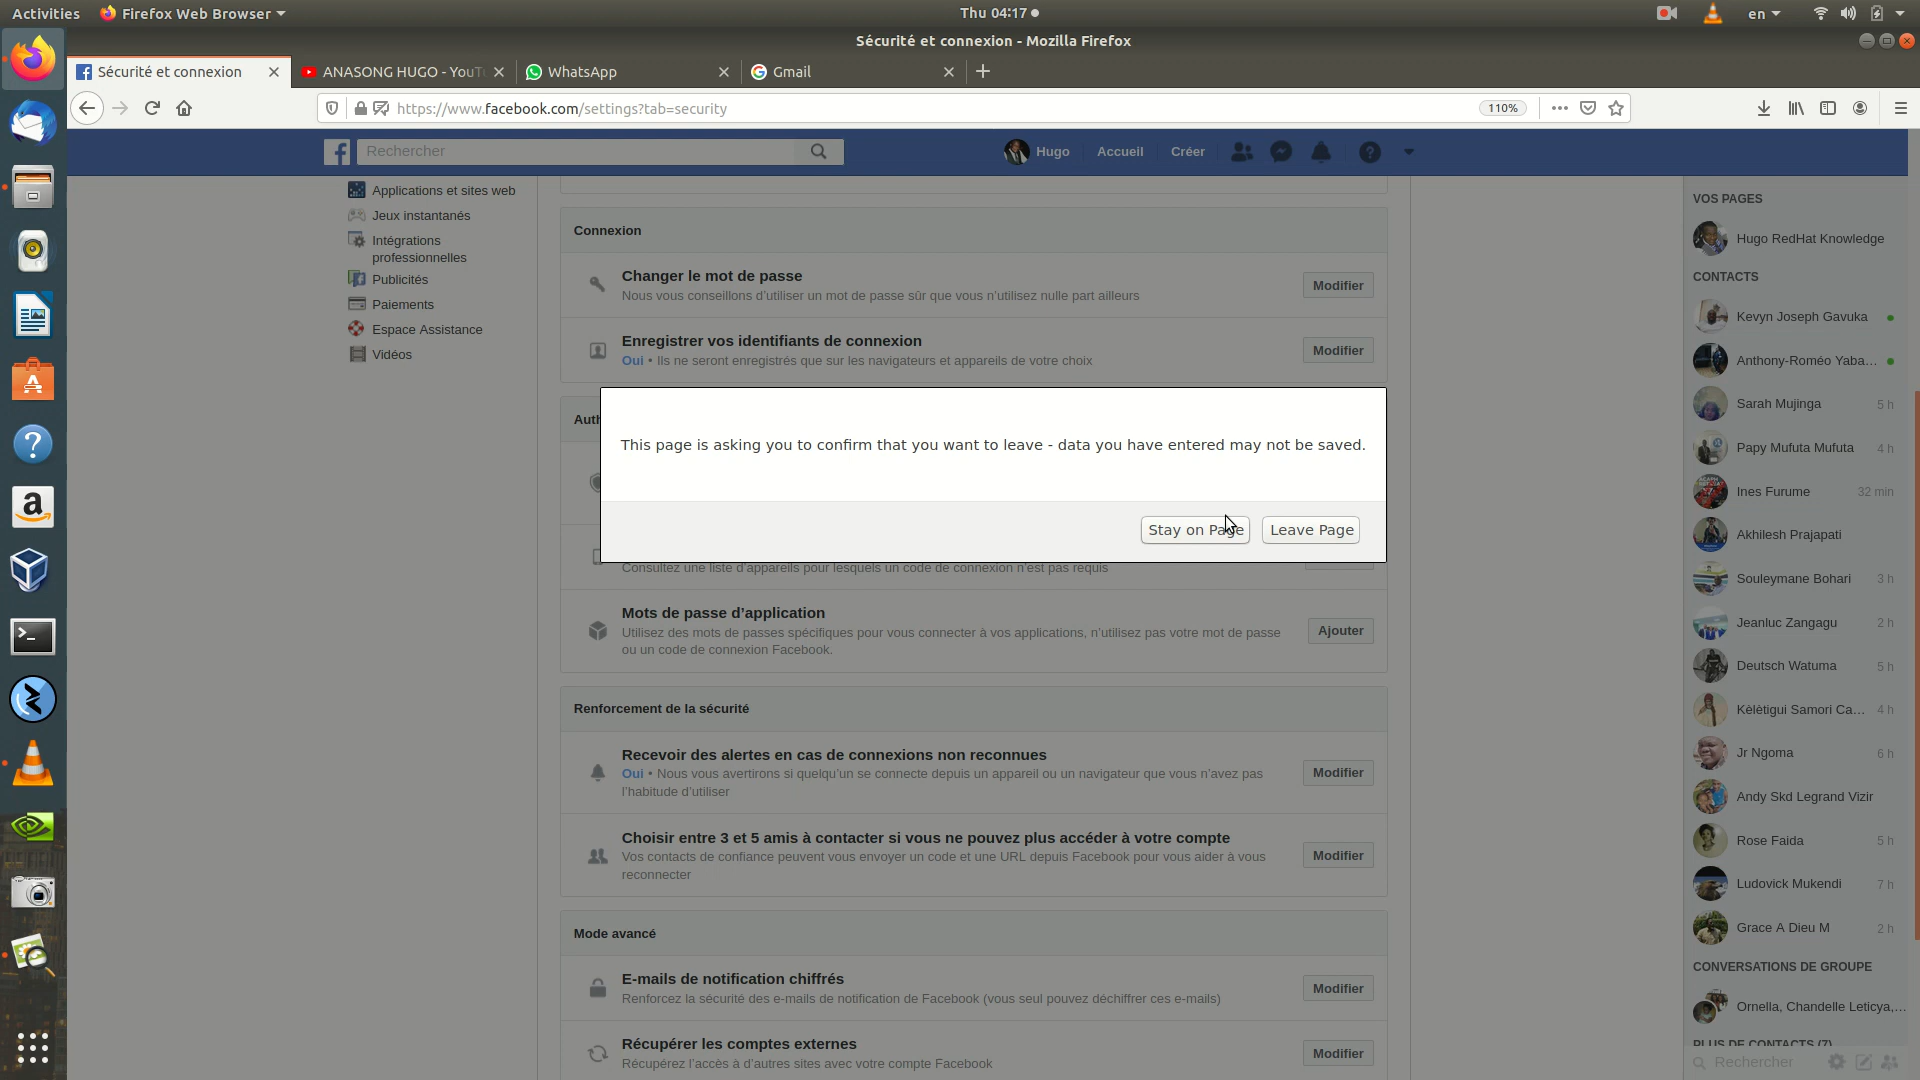 Activities
Firefox Web Browser
Thu 04:17
en
Sécurité et connexion - Mozilla Firefox
Sécurité et connexion
ANASONG HUGO - YouT
WhatsApp
Gmail
https://www.facebook.com/settings?tab=security
110%
Rechercher
Hugo
Accueil
Créer
Applications et sites web
Jeux instantanés
Intégrations
professionnelles
Publicités
Paiements
Espace Assistance
Vidéos
Connexion
Changer le mot de passe
Nous vous conseillons d'utiliser un mot de passe sûr que vous n'utilisez nulle part ailleurs
Modifier
Enregistrer vos identifiants de connexion
Oui • Ils ne seront enregistrés que sur les navigateurs et appareils de votre choix
Modifier
Auth
This page is asking you to confirm that you want to leave - data you have entered may not be saved.
Stay on Page
Leave Page
Consultez une liste d'appareils pour lesquels un code de connexion n'est pas requis
Mots de passe d'application
Utilisez des mots de passes spécifiques pour vous connecter à vos applications, n'utilisez pas votre mot de passe
ou un code de connexion Facebook.
Ajouter
Renforcement de la sécurité
Recevoir des alertes en cas de connexions non reconnues
Oui • Nous vous avertirons si quelqu'un se connecte depuis un appareil ou un navigateur que vous n'avez pas
l'habitude d'utiliser
Modifier
Choisir entre 3 et 5 amis à contacter si vous ne pouvez plus accéder à votre compte
Vos contacts de confiance peuvent vous envoyer un code et une URL depuis Facebook pour vous aider à vous
reconnecter
Modifier
Mode avancé
E-mails de notification chiffrés
Renforcez la sécurité des e-mails de notification de Facebook (vous seul pouvez déchiffrer ces e-mails)
Modifier
Récupérer les comptes externes
Récupérez l'accès à d'autres sites avec votre compte Facebook
Modifier
VOS PAGES
Hugo RedHat Knowledge
CONTACTS
Kevyn Joseph Gavuka
Anthony-Roméo Yaba...
Sarah Mujinga 5 h
Papy Mufuta Mufuta 4 h
Ines Furume 32 min
Akhilesh Prajapati
Souleymane Bohari 3 h
Jeanluc Zangagu 2 h
Deutsch Watuma 5 h
Kèlètigui Samori Ca... 4 h
Jr Ngoma 6 h
Andy Skd Legrand Vizir
Rose Faida 5 h
Ludovick Mukendi 7 h
Grace A Dieu M 2 h
CONVERSATIONS DE GROUPE
Ornella, Chandelle Leticya,...
PLUS DE CONTACTS (7)
Rechercher